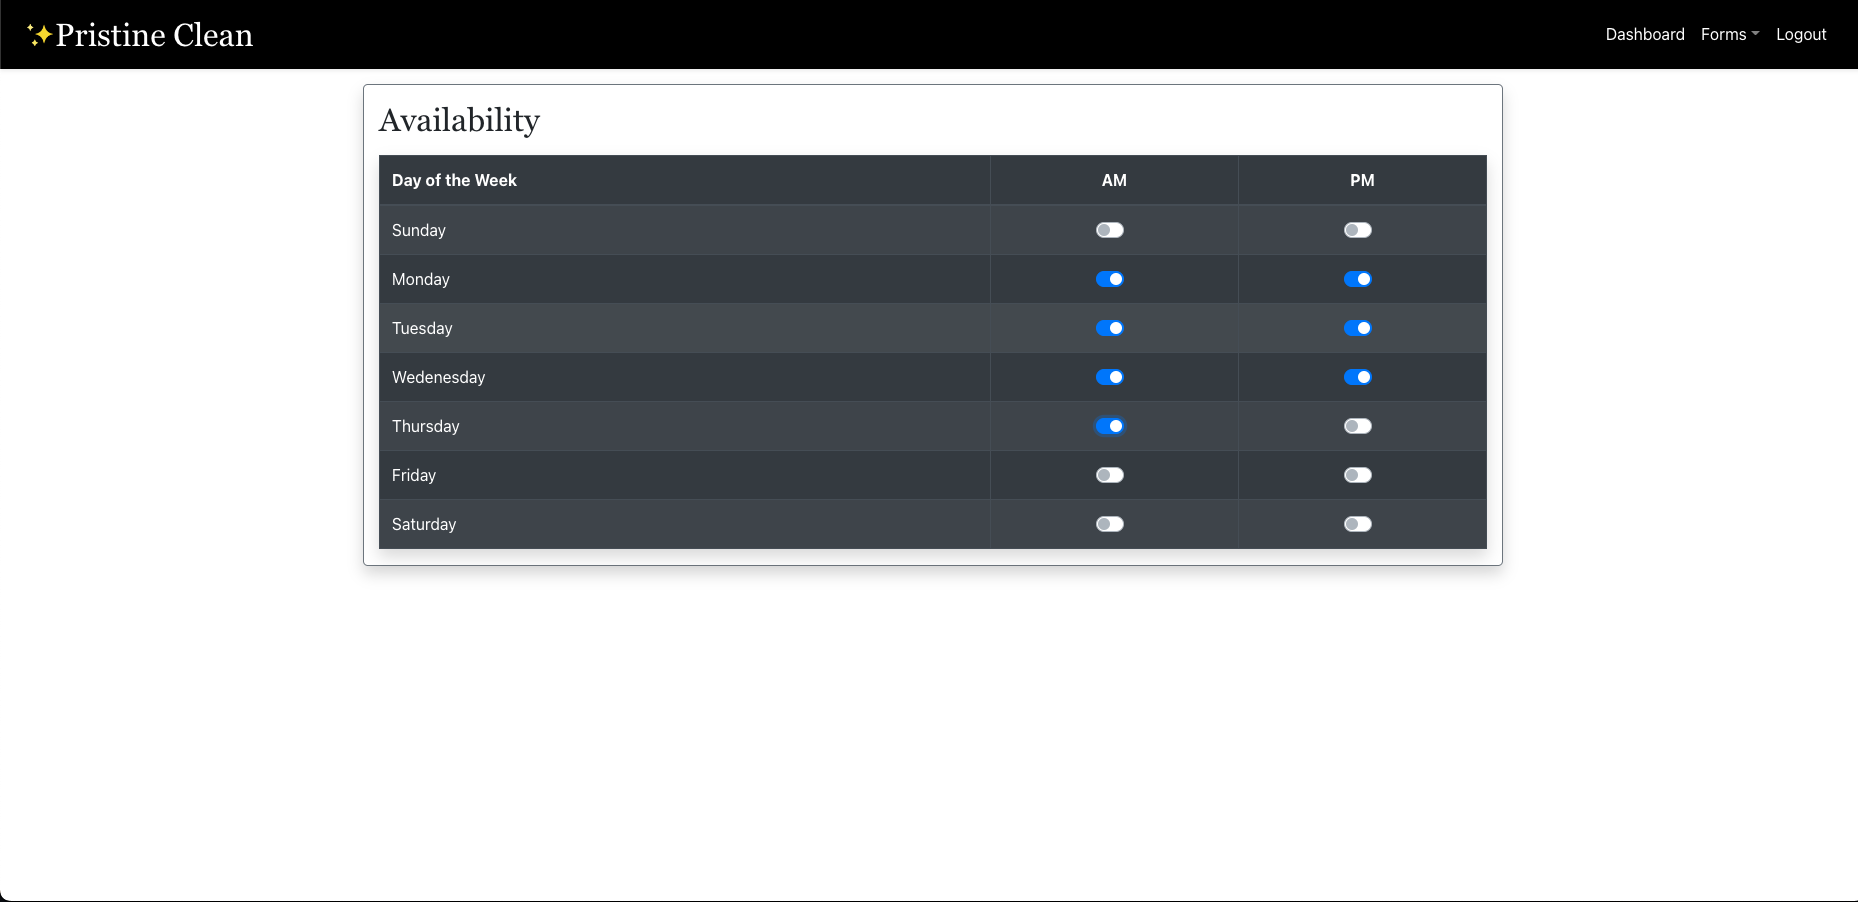 ✨Pristine Clean
Dashboard Forms Logout
Availability
Day of the Week AM PM
Sunday
Monday
Tuesday
Wedenesday
Thursday
Friday
Saturday